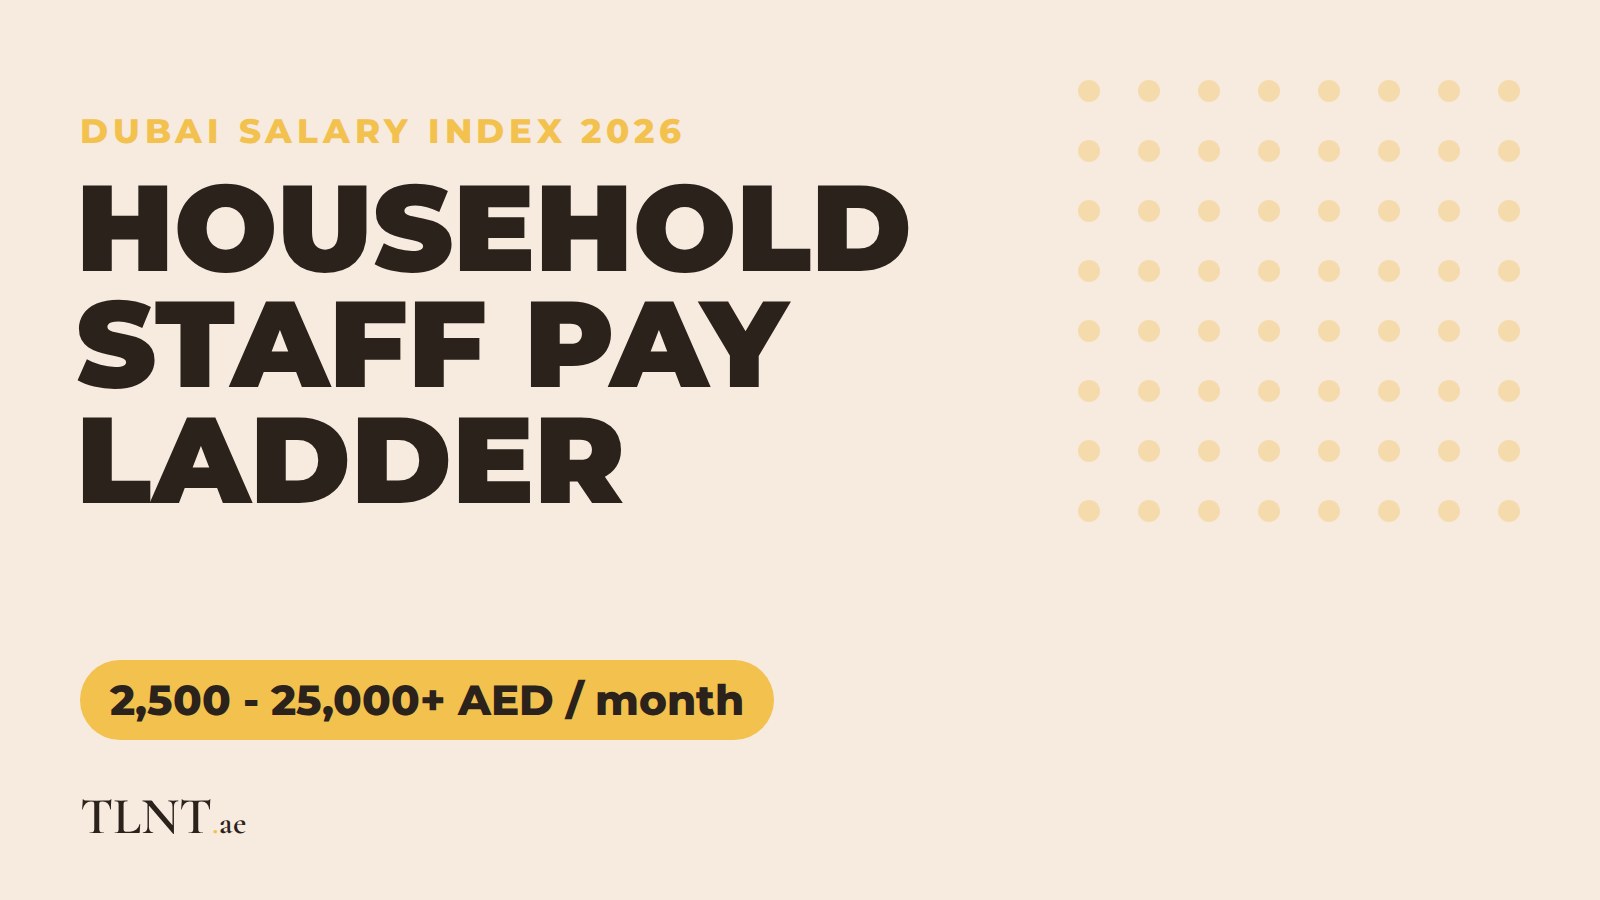 DUBAI SALARY INDEX 2026
HOUSEHOLD
STAFF PAY
LADDER
2,500 - 25,000+ AED / month
TLNT.ae